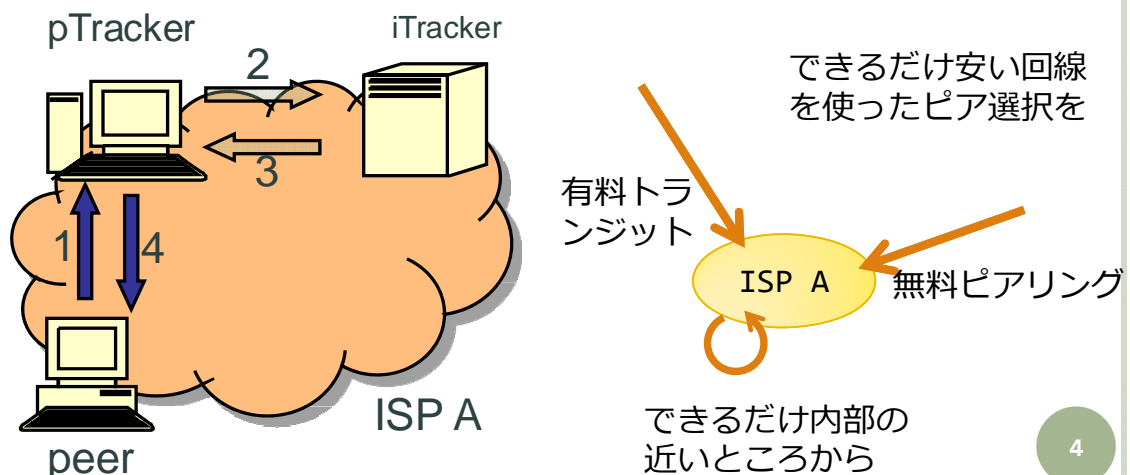 pTracker
iTracker
2
3
1
4
ISP A
peer
できるだけ安い回線
を使ったピア選択を
有料トラ
ンジット
ISP A
無料ピアリング
できるだけ内部の
近いところから
4